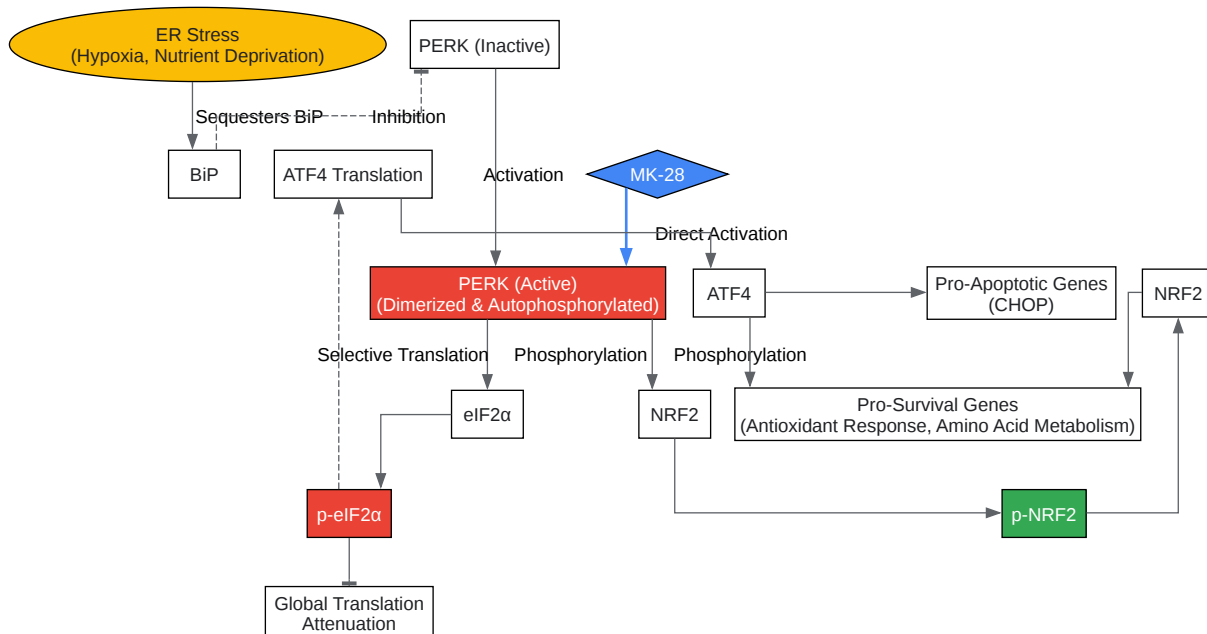 ER Stress
(Hypoxia, Nutrient Deprivation)
PERK (Inactive)
Sequesters BiP
Inhibition
BiP
ATF4 Translation
Activation
MK-28
Direct Activation
PERK (Active)
(Dimerized & Autophosphorylated)
ATF4
Pro-Apoptotic Genes
(CHOP)
NRF2
Selective Translation
Phosphorylation
Phosphorylation
eIF2α
NRF2
Pro-Survival Genes
(Antioxidant Response, Amino Acid Metabolism)
p-eIF2α
p-NRF2
Global Translation
Attenuation